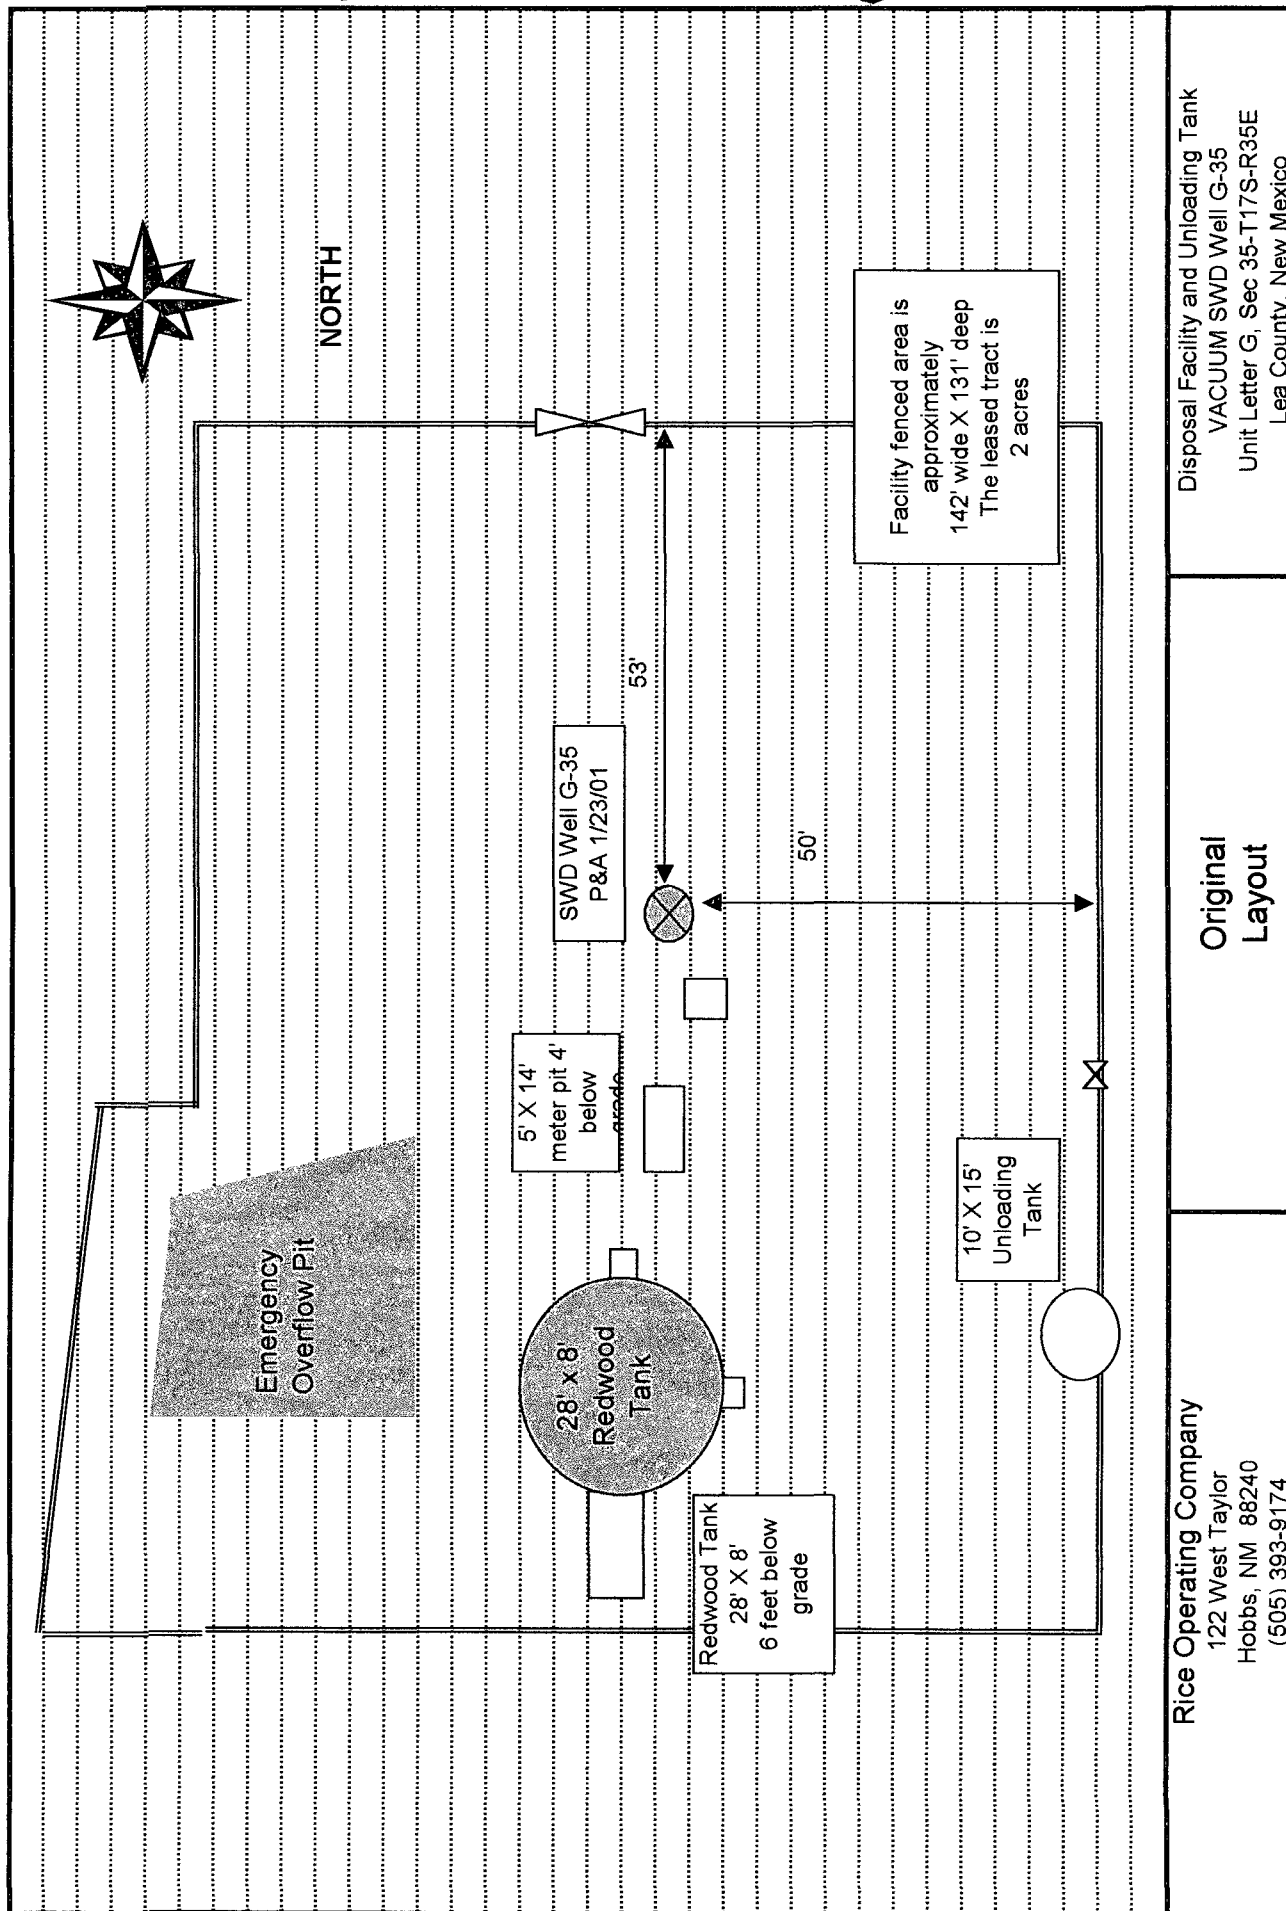 NORTH
Emergency
Overflow Pit
SWD Well G-35
P&A 1/23/01
53'
50'
5' X 14'
meter pit 4'
below
grade
28' x 8'
Redwood
Tank
Redwood Tank
28' X 8'
6 feet below
grade
10' X 15'
Unloading
Tank
Facility fenced area is
approximately
142' wide X 131' deep
The leased tract is
2 acres
Rice Operating Company
122 West Taylor
Hobbs, NM 88240
(505) 393-9174
Original
Layout
Disposal Facility and Unloading Tank
VACUUM SWD Well G-35
Unit Letter G, Sec 35-T17S-R35E
Lea County, New Mexico